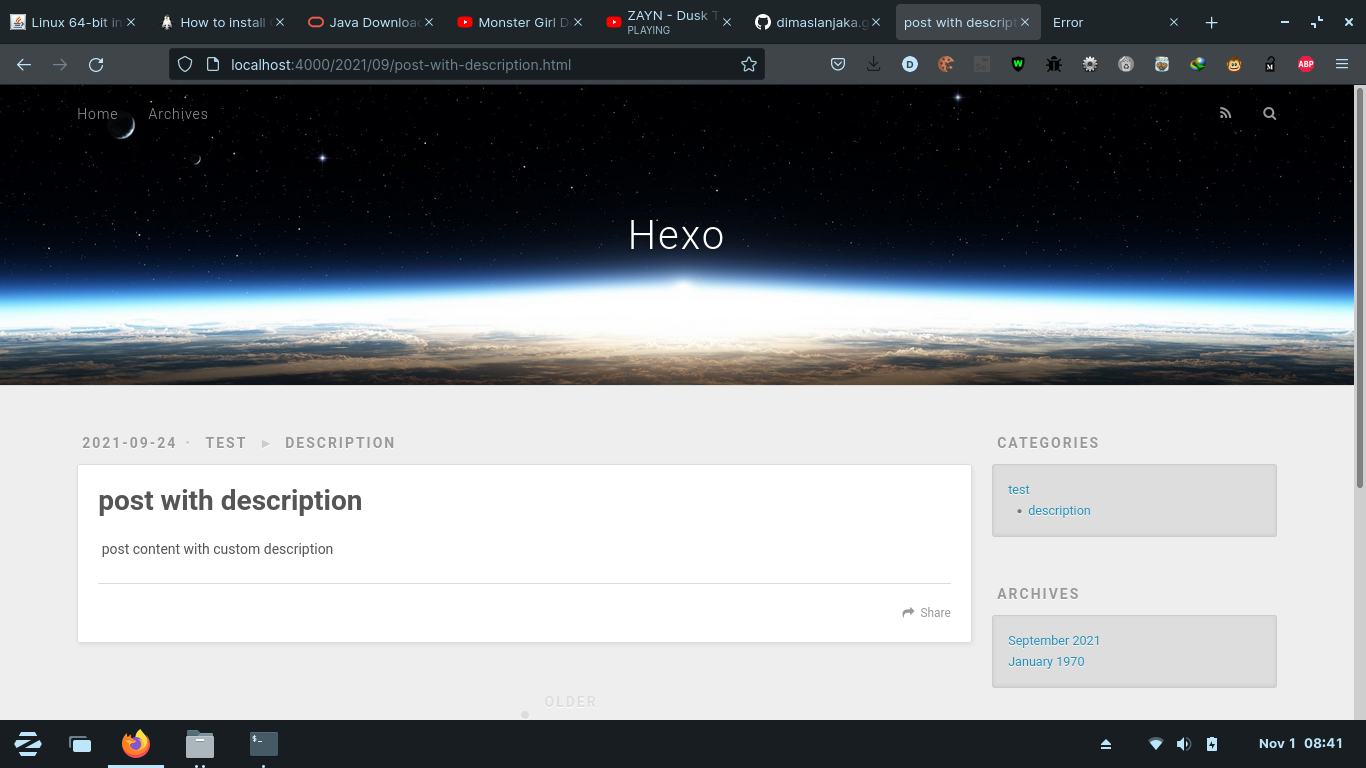 Linux 64-bit in
How to install
Java Downloa
Monster Girl D
ZAYN - Dusk T
PLAYING
dimaslanjaka.g
post with descript
Error
localhost:4000/2021/09/post-with-description.html
D
W
M
ABP
Home
Archives
Hexo
2021-09-24 · TEST ▸ DESCRIPTION
post with description
post content with custom description
Share
OLDER
CATEGORIES
test
description
ARCHIVES
September 2021
January 1970
$-
Nov 1 08:41